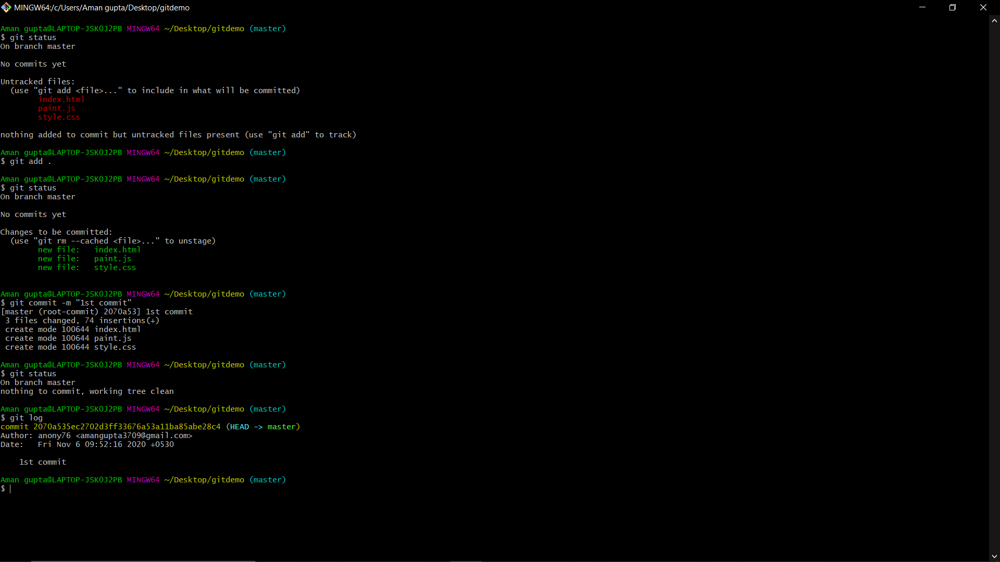 MINGW64:/c/Users/Aman gupta/Desktop/gitdemo
Aman gupta@LAPTOP-JSKOJ2PB MINGW64 ~/Desktop/gitdemo (master)
$ git status
On branch master
No commits yet
Untracked files:
(use "git add <file>..." to include in what will be committed)
index.html
paint.js
style.css
nothing added to commit but untracked files present (use "git add" to track)
Aman gupta@LAPTOP-JSKOJ2PB MINGW64 ~/Desktop/gitdemo (master)
$ git add .
Aman gupta@LAPTOP-JSKOJ2PB MINGW64 ~/Desktop/gitdemo (master)
$ git status
On branch master
No commits yet
Changes to be committed:
(use "git rm --cached <file>..." to unstage)
new file:   index.html
new file:   paint.js
new file:   style.css
Aman gupta@LAPTOP-JSKOJ2PB MINGW64 ~/Desktop/gitdemo (master)
$ git commit -m "1st commit"
[master (root-commit) 2070a53] 1st commit
3 files changed, 74 insertions(+)
create mode 100644 index.html
create mode 100644 paint.js
create mode 100644 style.css
Aman gupta@LAPTOP-JSKOJ2PB MINGW64 ~/Desktop/gitdemo (master)
$ git status
On branch master
nothing to commit, working tree clean
Aman gupta@LAPTOP-JSKOJ2PB MINGW64 ~/Desktop/gitdemo (master)
$ git log
commit 2070a535ec2702d3ff33676a53a11ba85abe28c4 (HEAD -> master)
Author: anony76 <amangupta3709@gmail.com>
Date:   Fri Nov 6 09:52:16 2020 +0530
1st commit
Aman gupta@LAPTOP-JSKOJ2PB MINGW64 ~/Desktop/gitdemo (master)
$